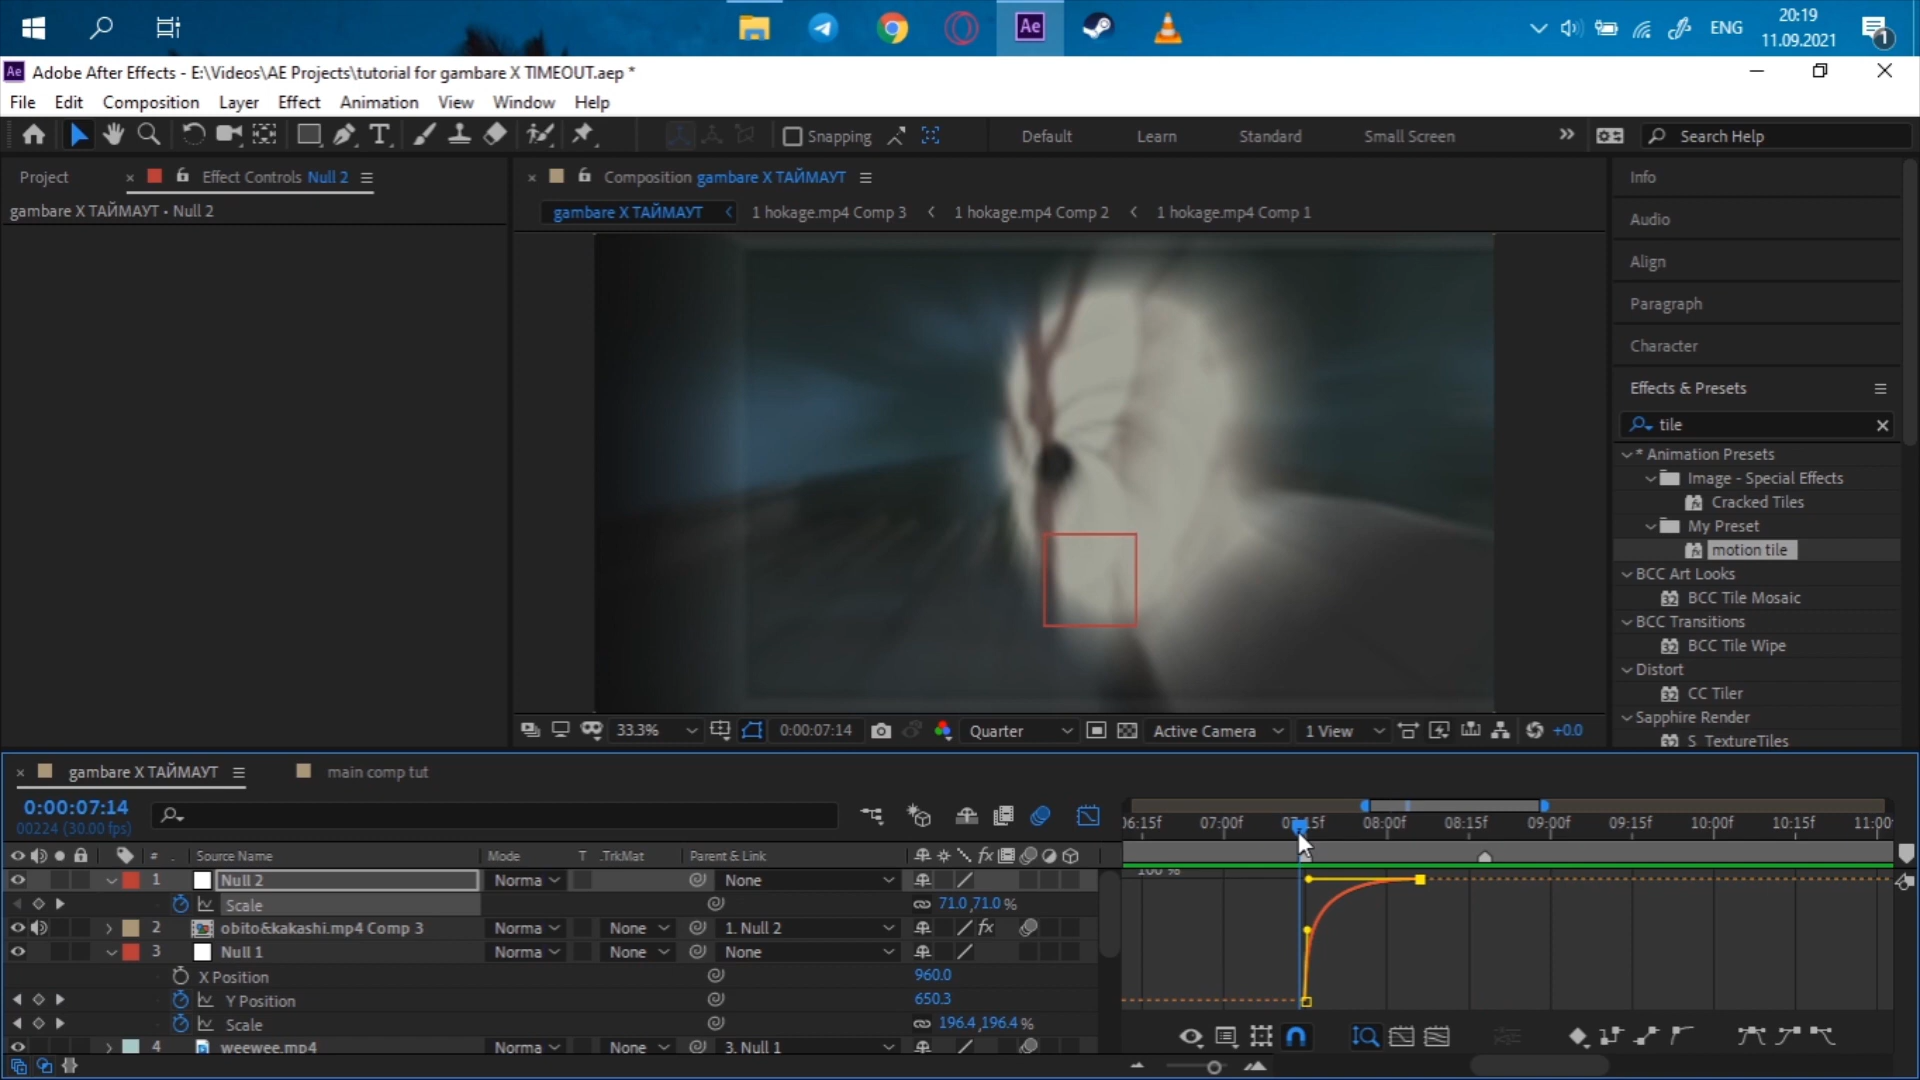 ENG
20:19
11.09.2021
1
Ae
Ae Adobe After Effects - E:\Videos\AE Projects\tutorial for gambare X TIMEOUT.aep *
File Edit Composition Layer Effect Animation View Window Help
Snapping
Default Learn Standard Small Screen
Search Help
Project
Effect Controls Null 2
Composition gambare X ТАЙМАУТ
Info
gambare X ТАЙМАУТ • Null 2
gambare X ТАЙМАУТ 1 hokage.mp4 Comp 3 1 hokage.mp4 Comp 2 1 hokage.mp4 Comp 1
Audio
Align
Paragraph
Character
Effects & Presets
tile
* Animation Presets
Image - Special Effects
Cracked Tiles
My Preset
motion tile
BCC Art Looks
BCC Tile Mosaic
BCC Transitions
BCC Tile Wipe
Distort
CC Tiler
Sapphire Render
S_TextureTiles
33.3% 0:00:07:14 Quarter Active Camera 1 View +0.0
gambare X ТАЙМАУТ main comp tut
0:00:07:14
00224 (30.00 fps)
06:15f 07:00f 07:15f 08:00f 08:15f 09:00f 09:15f 10:00f 10:15f 11:00
# . Source Name Mode T .TrkMat Parent & Link
100 %
1 Null 2 Norma None
Scale 71.0,71.0 %
2 obito&kakashi.mp4 Comp 3 Norma None 1. Null 2
3 Null 1 Norma None None
X Position 960.0
Y Position 650.3
Scale 196.4,196.4 %
4 weewee.mp4 Norma None 3. Null 1